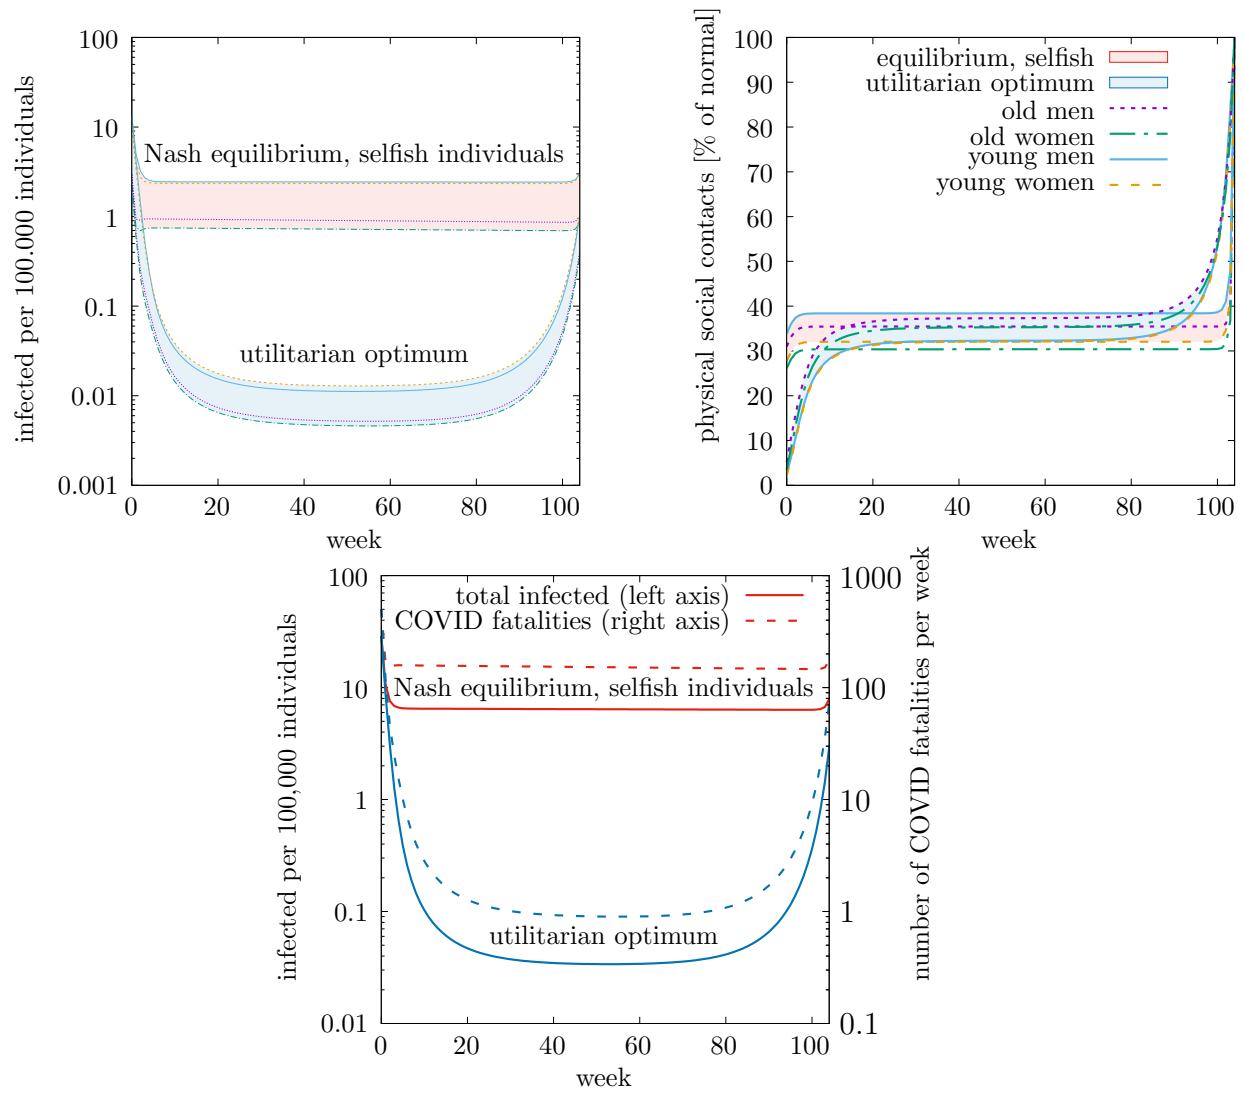 infected per 100.000 individuals
100
10
1
0.1
0.01
0.001
Nash equilibrium, selfish individuals
utilitarian optimum
0 20 40 60 80 100
week
physical social contacts [% of normal]
100
90
80
70
60
50
40
30
20
10
0
equilibrium, selfish
utilitarian optimum
old men
old women
young men
young women
0 20 40 60 80 100
week
infected per 100,000 individuals
100
10
1
0.1
0.01
total infected (left axis)
COVID fatalities (right axis)
Nash equilibrium, selfish individuals
utilitarian optimum
1000
100
10
1
0.1
number of COVID fatalities per week
0 20 40 60 80 100
week